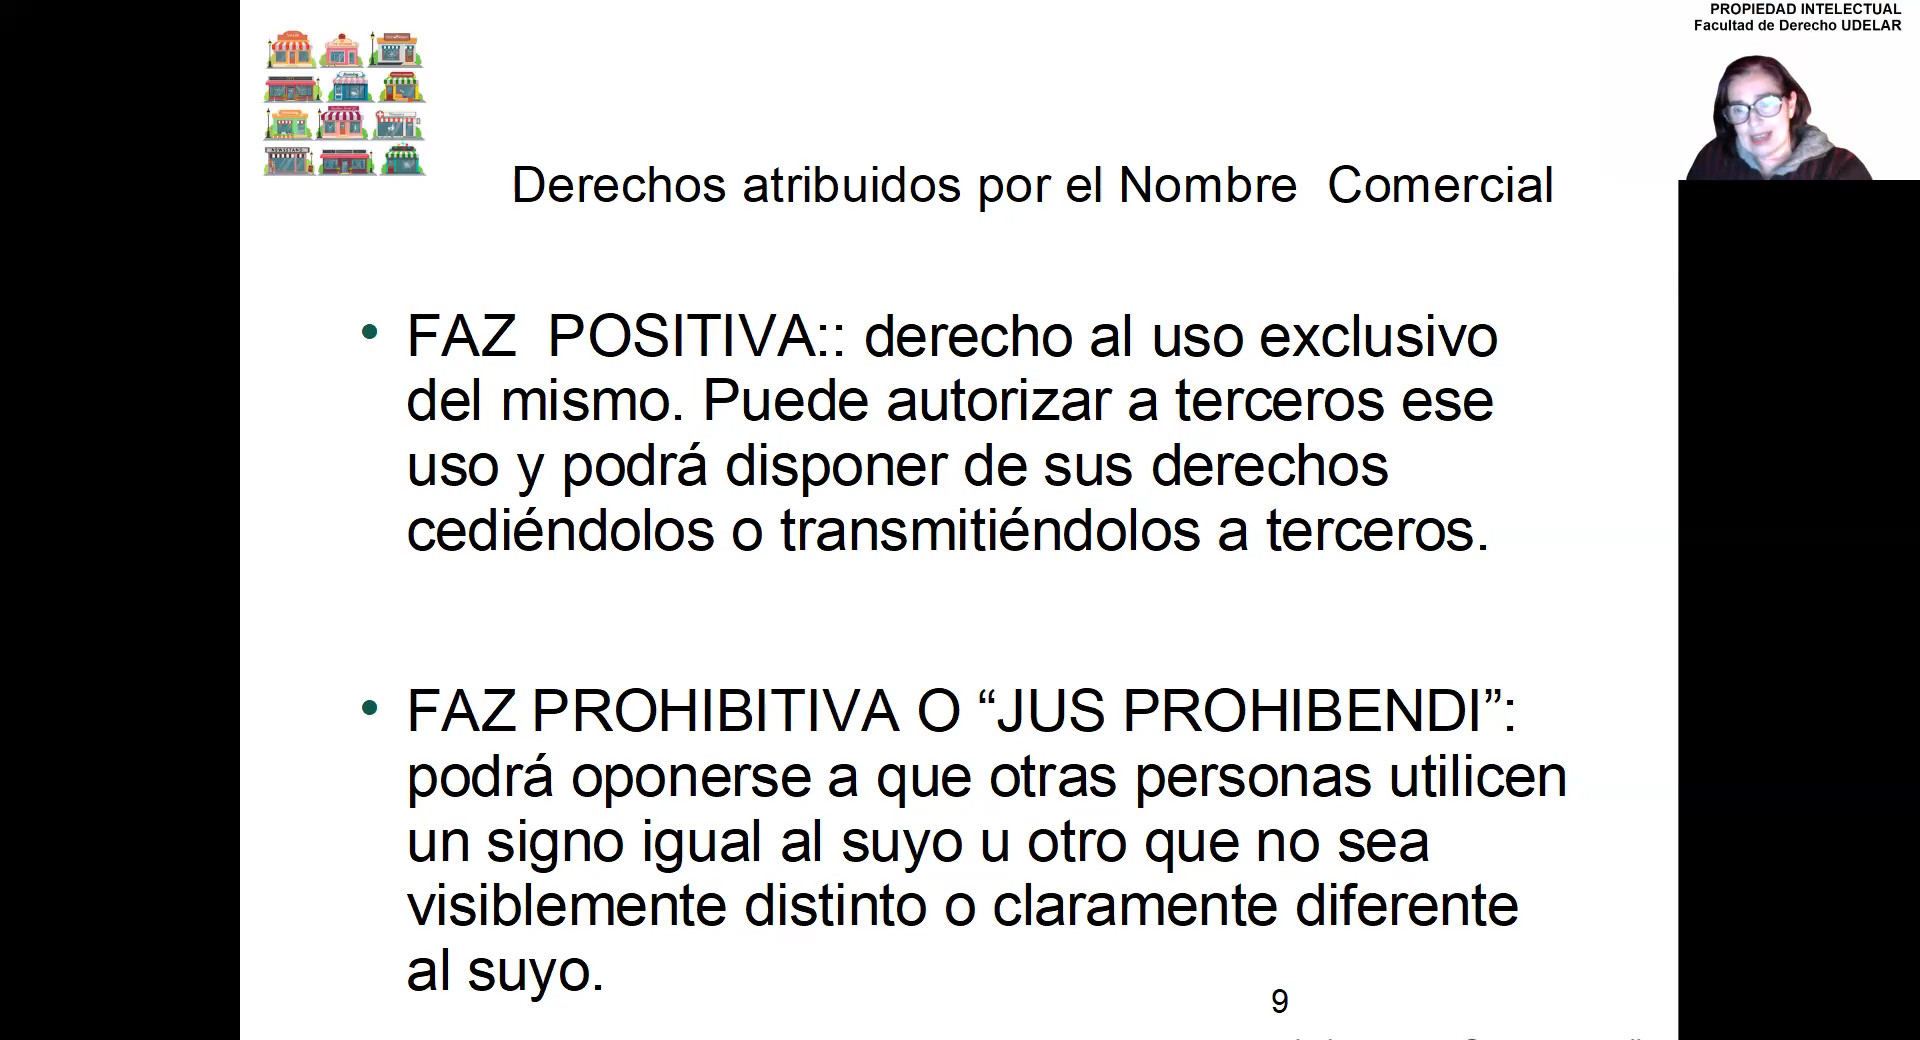 PROPIEDAD INTELECTUAL
Facultad de Derecho UDELAR
NEWSSTAND
Derechos atribuidos por el Nombre  Comercial
• FAZ  POSITIVA:: derecho al uso exclusivo
del mismo. Puede autorizar a terceros ese
uso y podrá disponer de sus derechos
cediéndolos o transmitiéndolos a terceros.
• FAZ PROHIBITIVA O “JUS PROHIBENDI”:
podrá oponerse a que otras personas utilicen
un signo igual al suyo u otro que no sea
visiblemente distinto o claramente diferente
al suyo.
9